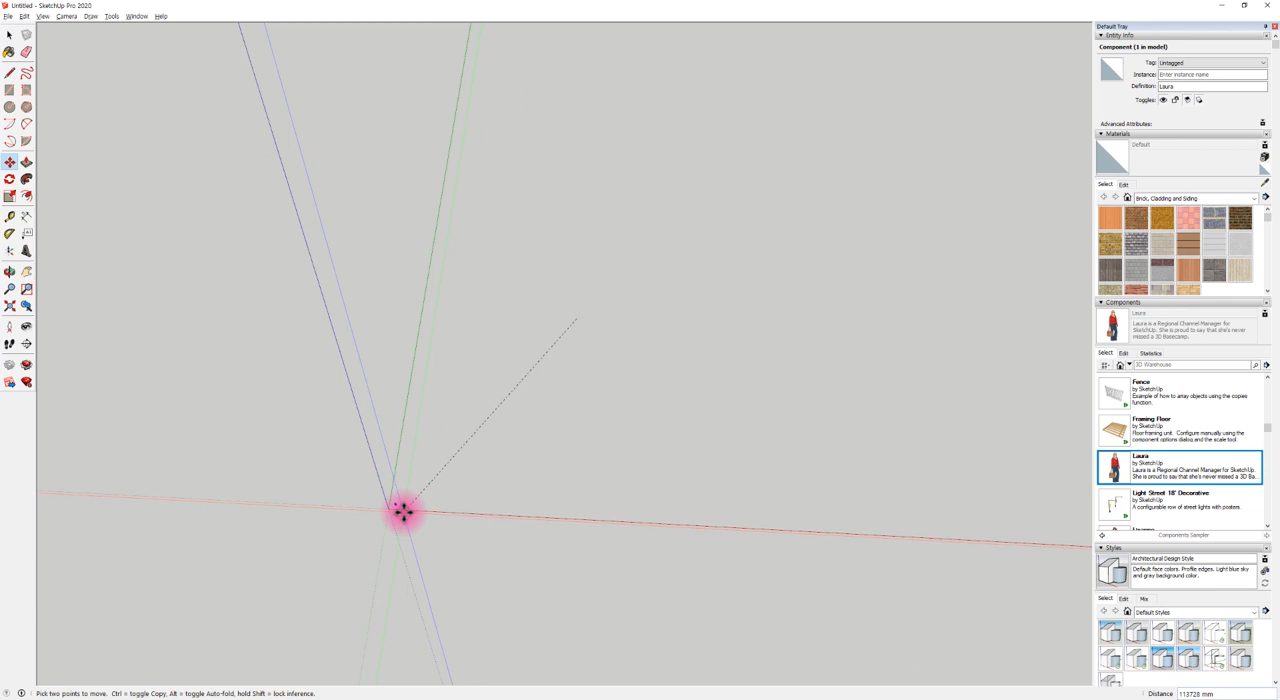 Untitled - SketchUp Pro 2020
File Edit View Camera Draw Tools Window Help
Default Tray
Entity Info
Component (1 in model)
Tag: Untagged
Instance: Enter instance name
Definition: Laura
Toggles:
Advanced Attributes:
Materials
Default
Select Edit
Brick, Cladding and Siding
Components
Laura
Laura is a Regional Channel Manager for
SketchUp. She is proud to say that she's never
missed a 3D Basecamp.
Select Edit Statistics
3D Warehouse
Fence
by SketchUp
Example of how to array objects using the copies
function.
Framing Floor
by SketchUp
Floor framing unit. Configure manually using the
component options dialog and the scale tool.
Laura
by SketchUp
Laura is a Regional Channel Manager for SketchUp.
She is proud to say that she's never missed a 3D Ba...
Light Street 18' Decorative
by SketchUp
A configurable row of street lights with posters.
Components Sampler
Styles
Architectural Design Style
Default face colors. Profile edges. Light blue sky
and gray background color.
Select Edit Mix
Default Styles
Pick two points to move. Ctrl = toggle Copy, Alt = toggle Auto-fold, hold Shift = lock inference.
Distance 113728 mm